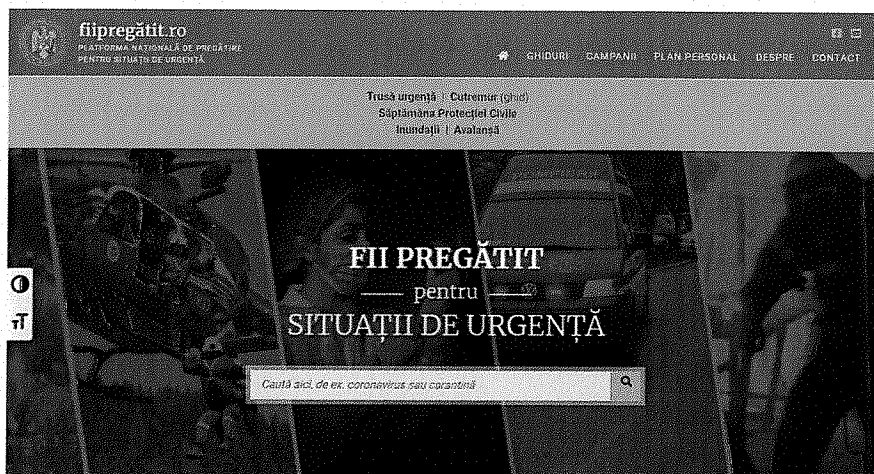 fiipregătit.ro
PLATFORMA NAȚIONALĂ DE PREGĂTIRE
PENTRU SITUAȚII DE URGENȚĂ
GHIDURI CAMPANII PLAN PERSONAL DESPRE CONTACT
Trusă urgență | Cutremur (ghid)
Săptămâna Protecției Civile
Inundații | Avalanșă
FII PREGĂTIT
pentru
SITUAȚII DE URGENȚĂ
Caută aici, de ex. coronavirus sau carantină